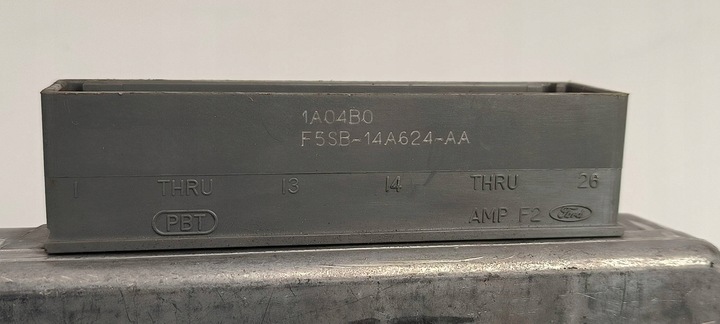 1A04B0
F5SB-14A624-AA
1 THRU 13 14 THRU 26
PBT AMP F2 Ford